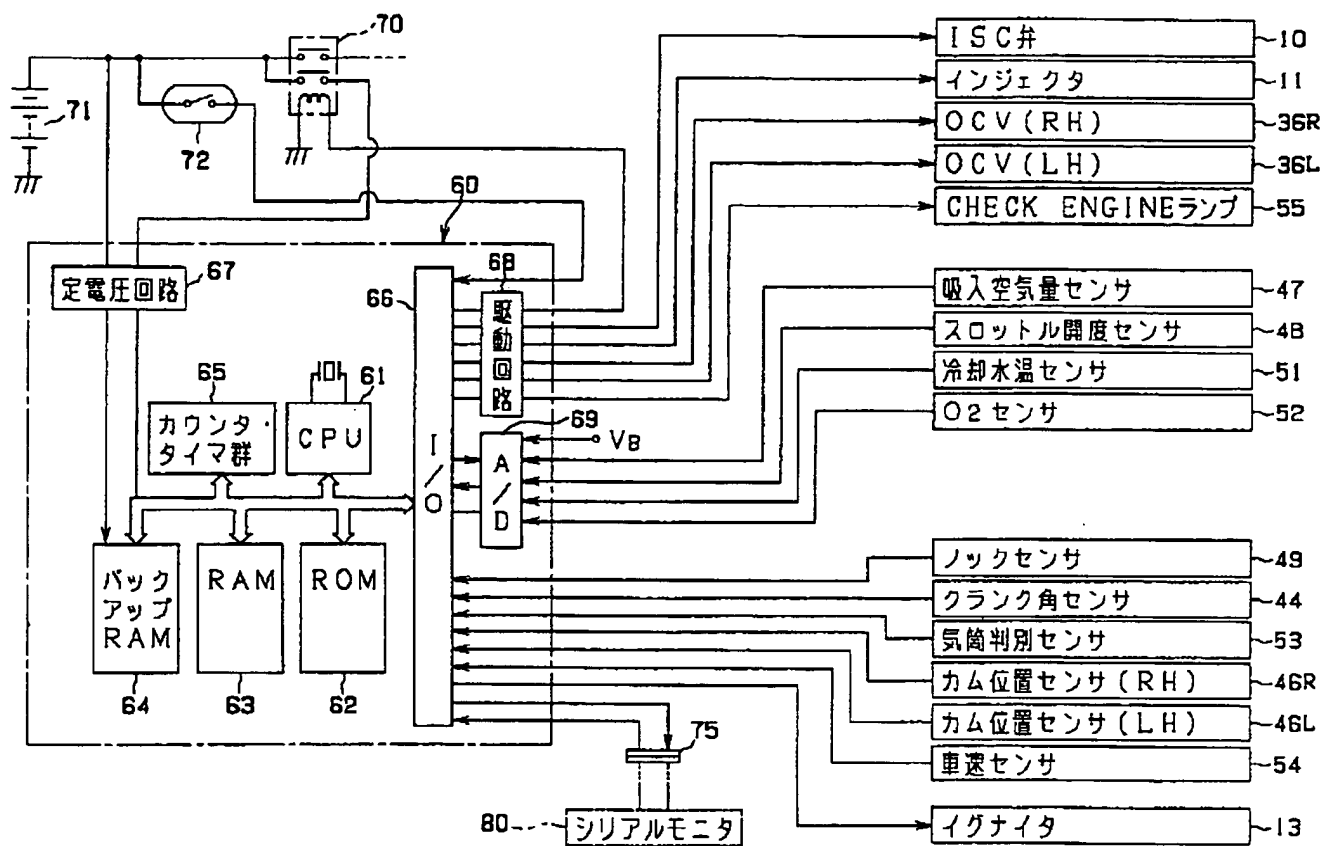 70
ISC弁
10
インジェクタ
11
71
72
OCV(RH)
36R
OCV(LH)
36L
60
CHECK ENGINEランプ
55
定電圧回路
67
66
68
駆動回路
吸入空気量センサ
47
スロットル開度センサ
48
65
61
冷却水温センサ
51
カウンタ・
タイマ群
CPU
69
VB
O2センサ
52
I/O
A/D
バック
アップ
RAM
RAM
ROM
ノックセンサ
49
クランク角センサ
44
気筒判別センサ
53
64
63
62
カム位置センサ(RH)
46R
カム位置センサ(LH)
46L
75
車速センサ
54
80
シリアルモニタ
イグナイタ
13